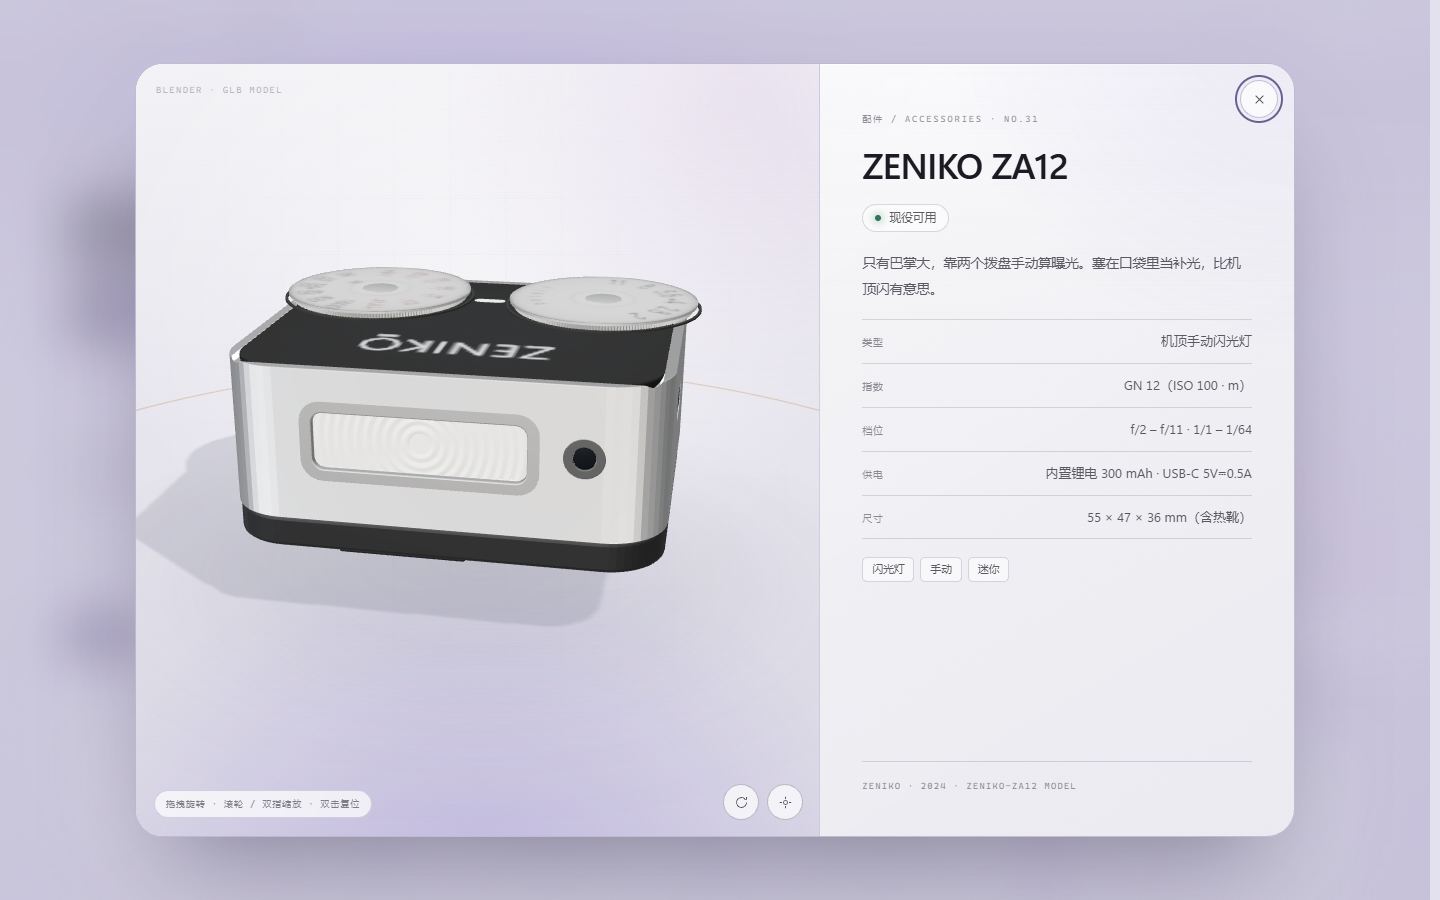 BLENDER · GLB MODEL
ZENIKO
拖拽旋转 · 滚轮 / 双指缩放 · 双击复位
配件 / ACCESSORIES · NO.31
ZENIKO ZA12
现役可用
只有巴掌大，靠两个拨盘手动算曝光。塞在口袋里当补光，比机
顶闪有意思。
类型 机顶手动闪光灯
指数 GN 12（ISO 100 · m）
档位 f/2 – f/11 · 1/1 – 1/64
供电 内置锂电 300 mAh · USB-C 5V=0.5A
尺寸 55 × 47 × 36 mm（含热靴）
闪光灯 手动 迷你
ZENIKO · 2024 · ZENIKO-ZA12 MODEL